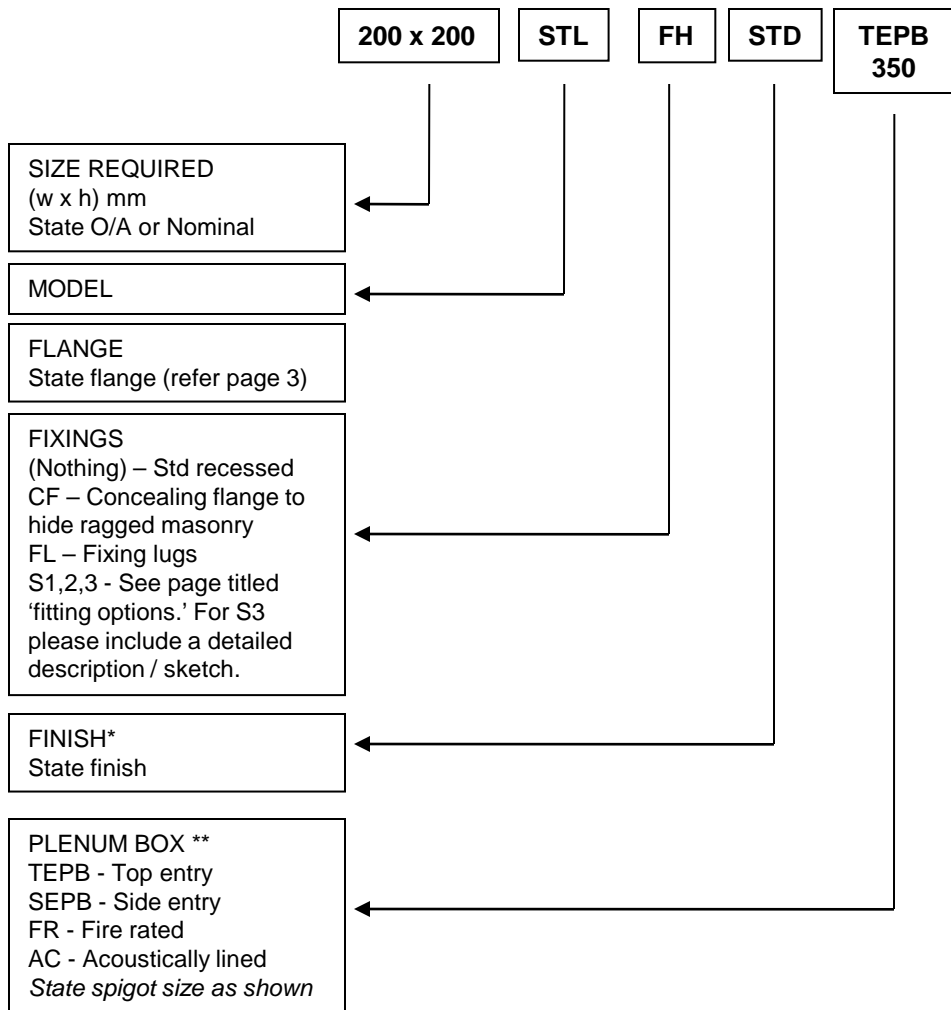 200 x 200 STL FH STD TEPB
350
SIZE REQUIRED
(w x h) mm
State O/A or Nominal
MODEL
FLANGE
State flange (refer page 3)
FIXINGS
(Nothing) – Std recessed
CF – Concealing flange to
hide ragged masonry
FL – Fixing lugs
S1,2,3 - See page titled
‘fitting options.’ For S3
please include a detailed
description / sketch.
FINISH*
State finish
PLENUM BOX **
TEPB - Top entry
SEPB - Side entry
FR - Fire rated
AC - Acoustically lined
State spigot size as shown